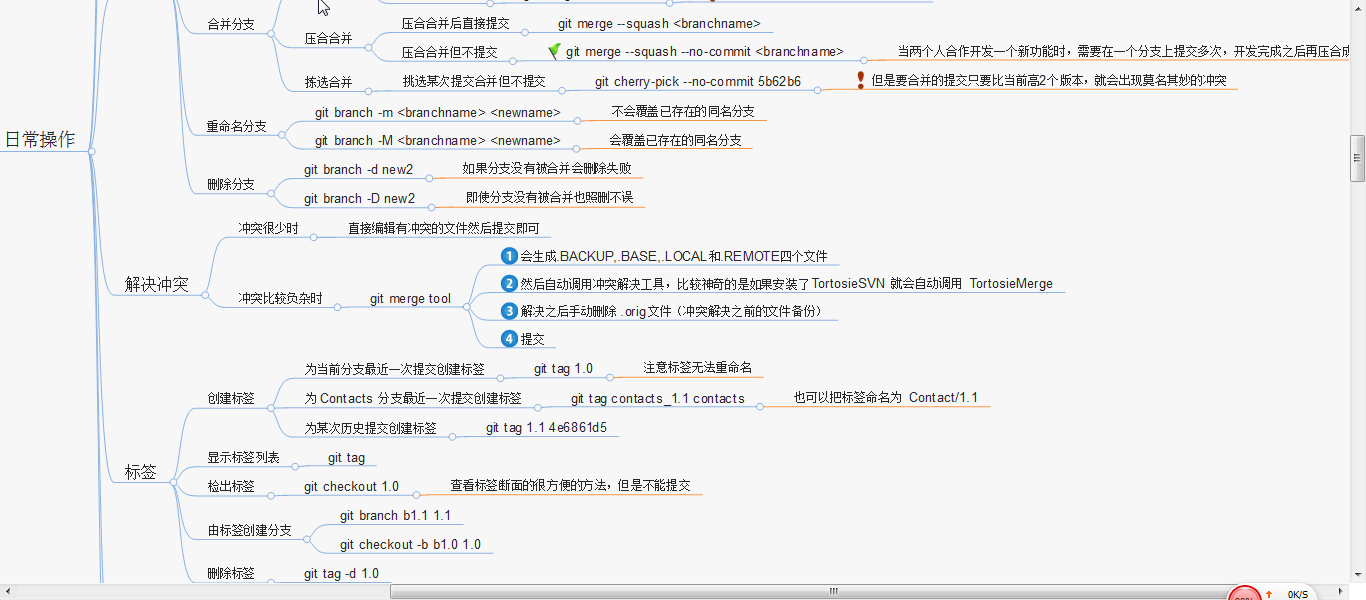 合并分支
压合合并
压合合并后直接提交
git merge --squash <branchname>
压合合并但不提交
git merge --squash --no-commit <branchname>
当两个人合作开发一个新功能时，需要在一个分支上提交多次，开发完成之后再压合成
拣选合并
挑选某次提交合并但不提交
git cherry-pick --no-commit 5b62b6
但是要合并的提交只要比当前高2个版本，就会出现莫名其妙的冲突
日常操作
重命名分支
git branch -m <branchname> <newname>
不会覆盖已存在的同名分支
git branch -M <branchname> <newname>
会覆盖已存在的同名分支
删除分支
git branch -d new2
如果分支没有被合并会删除失败
git branch -D new2
即使分支没有被合并也照删不误
解决冲突
冲突很少时
直接编辑有冲突的文件然后提交即可
冲突比较负杂时
git merge tool
1 会生成.BACKUP,.BASE,.LOCAL和.REMOTE四个文件
2 然后自动调用冲突解决工具，比较神奇的是如果安装了TortosieSVN 就会自动调用 TortosieMerge
3 解决之后手动删除 .orig文件（冲突解决之前的文件备份）
4 提交
标签
创建标签
为当前分支最近一次提交创建标签
git tag 1.0
注意标签无法重命名
为Contacts 分支最近一次提交创建标签
git tag contacts_1.1 contacts
也可以把标签命名为 Contact/1.1
为某次历史提交创建标签
git tag 1.1 4e6861d5
显示标签列表
git tag
检出标签
git checkout 1.0
查看标签断面的很方便的方法，但是不能提交
由标签创建分支
git branch b1.1 1.1
git checkout -b b1.0 1.0
删除标签
git tag -d 1.0
0K/S